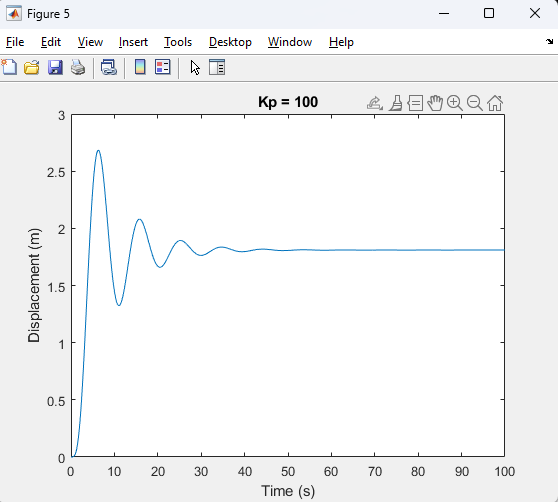 Figure 5
File Edit View Insert Tools Desktop Window Help
Kp = 100
3
2.5
2
1.5
1
0.5
0
Displacement (m)
0 10 20 30 40 50 60 70 80 90 100
Time (s)